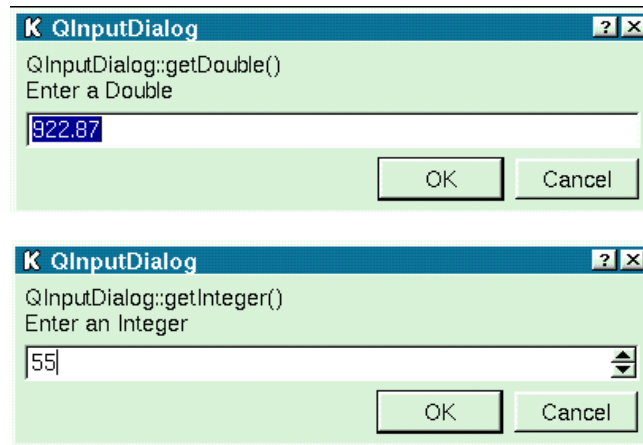 K QInputDialog ? X
QInputDialog::getDouble()
Enter a Double
922.87
OK Cancel
K QInputDialog ? X
QInputDialog::getInteger()
Enter an Integer
55
OK Cancel